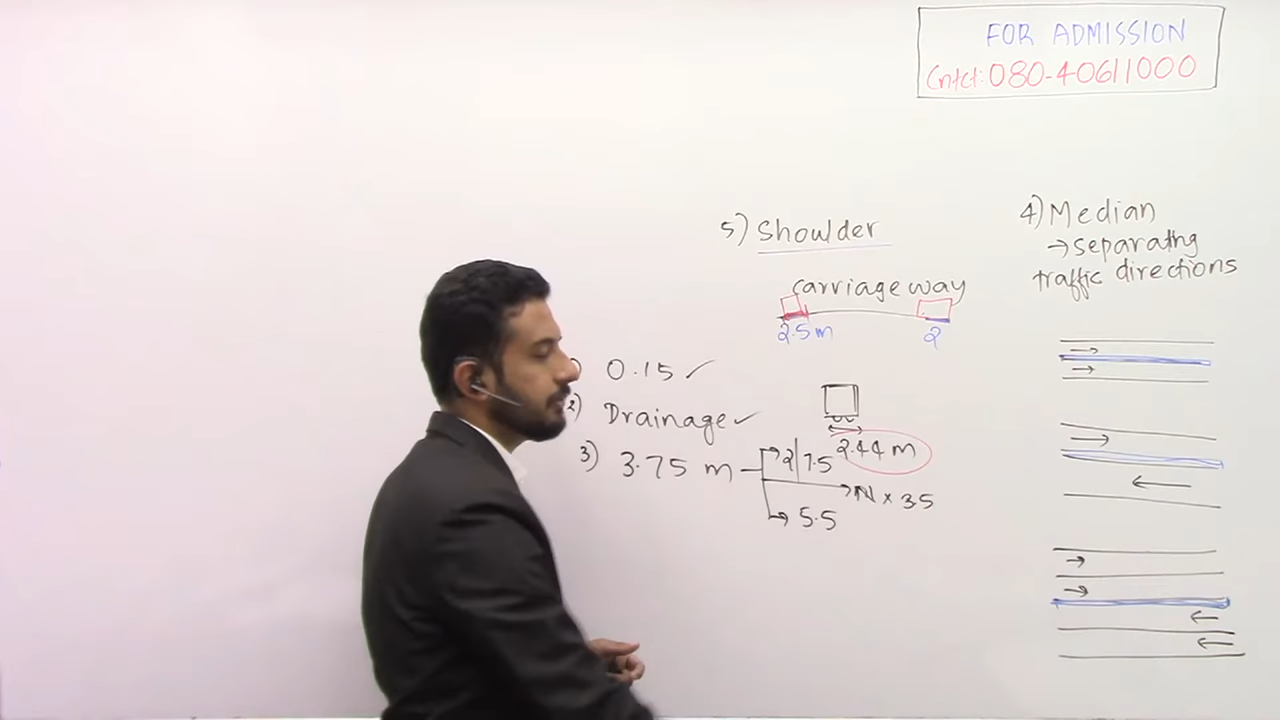 FOR ADMISSION
Cntct: 080-40611000
5) Shoulder
carriage way
2.5 m
2
4) Median
→ separating
traffic directions
) 0.15 ✓
2) Drainage ✓
3) 3.75 m
→ 2 | 7.5
→ N × 3.5
→ 5.5
2.44 m